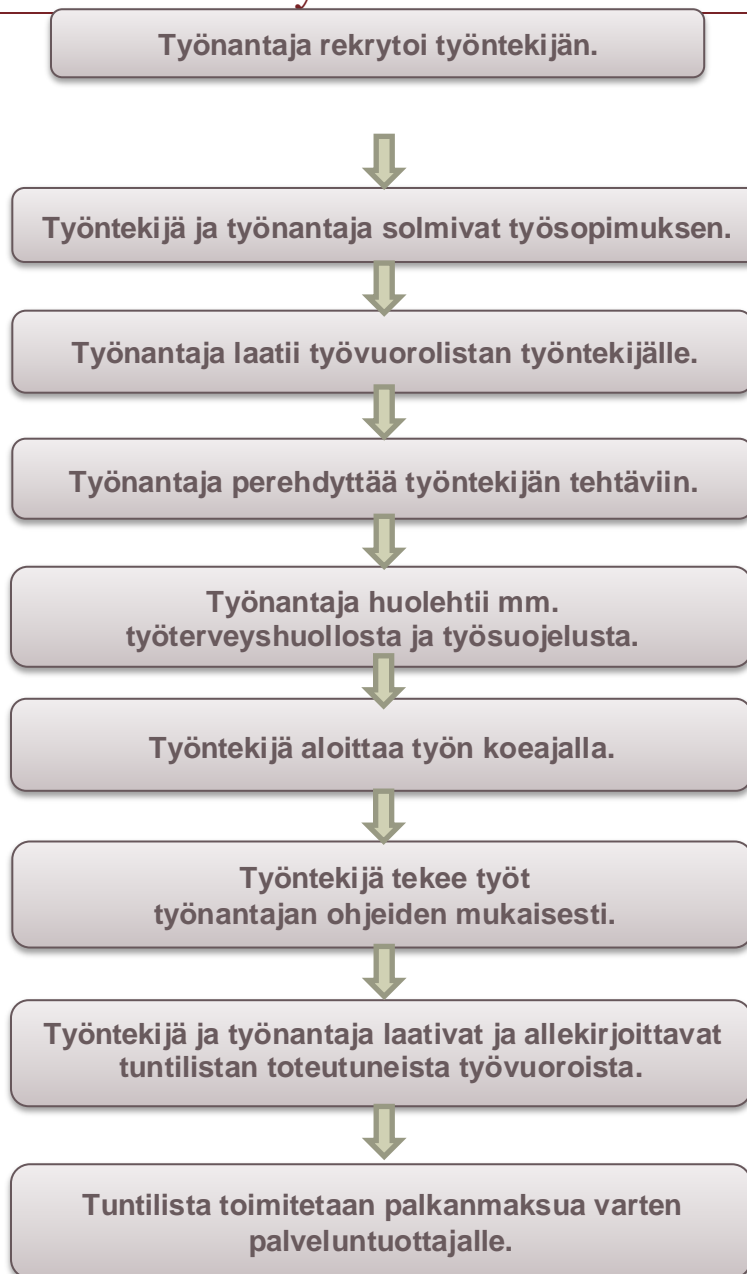 Työnantaja rekrytoi työntekijän.
Työntekijä ja työnantaja solmivat työsopimuksen.
Työnantaja laatii työvuorolistan työntekijälle.
Työnantaja perehdyttää työntekijän tehtäviin.
Työnantaja huolehtii mm.
työterveyshuollosta ja työsuojelusta.
Työntekijä aloittaa työn koeajalla.
Työntekijä tekee työt
työnantajan ohjeiden mukaisesti.
Työntekijä ja työnantaja laativat ja allekirjoittavat
tuntilistan toteutuneista työvuoroista.
Tuntilista toimitetaan palkanmaksua varten
palveluntuottajalle.